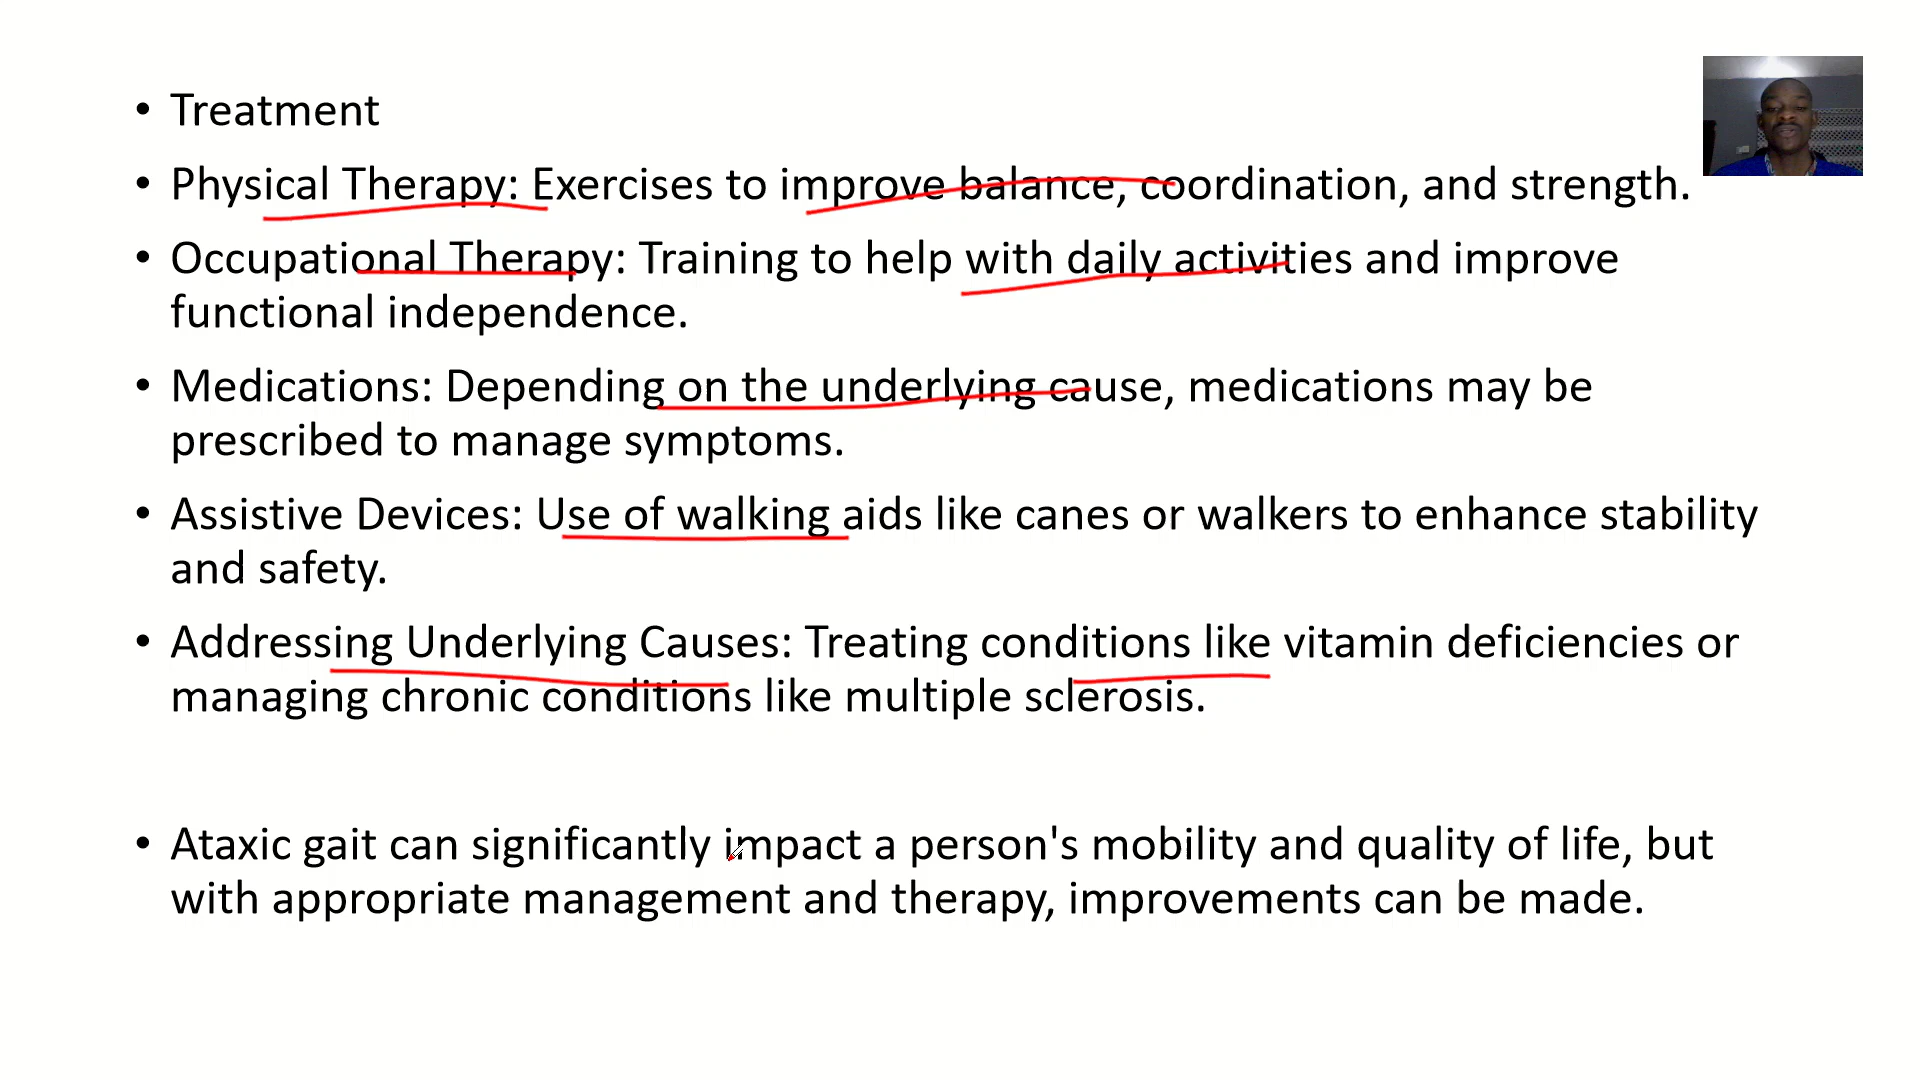 • Treatment
• Physical Therapy: Exercises to improve balance, coordination, and strength.
• Occupational Therapy: Training to help with daily activities and improve
functional independence.
• Medications: Depending on the underlying cause, medications may be
prescribed to manage symptoms.
• Assistive Devices: Use of walking aids like canes or walkers to enhance stability
and safety.
• Addressing Underlying Causes: Treating conditions like vitamin deficiencies or
managing chronic conditions like multiple sclerosis.
• Ataxic gait can significantly impact a person's mobility and quality of life, but
with appropriate management and therapy, improvements can be made.